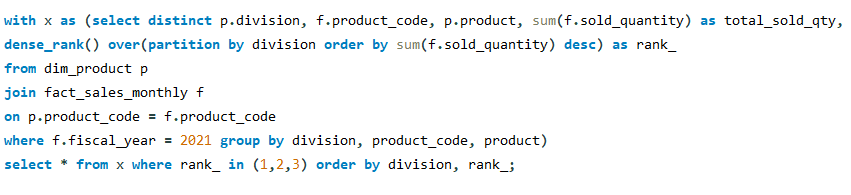 with x as (select distinct p.division, f.product_code, p.product, sum(f.sold_quantity) as total_sold_qty,
dense_rank() over(partition by division order by sum(f.sold_quantity) desc) as rank_
from dim_product p
join fact_sales_monthly f
on p.product_code = f.product_code
where f.fiscal_year = 2021 group by division, product_code, product)
select * from x where rank_ in (1,2,3) order by division, rank_;